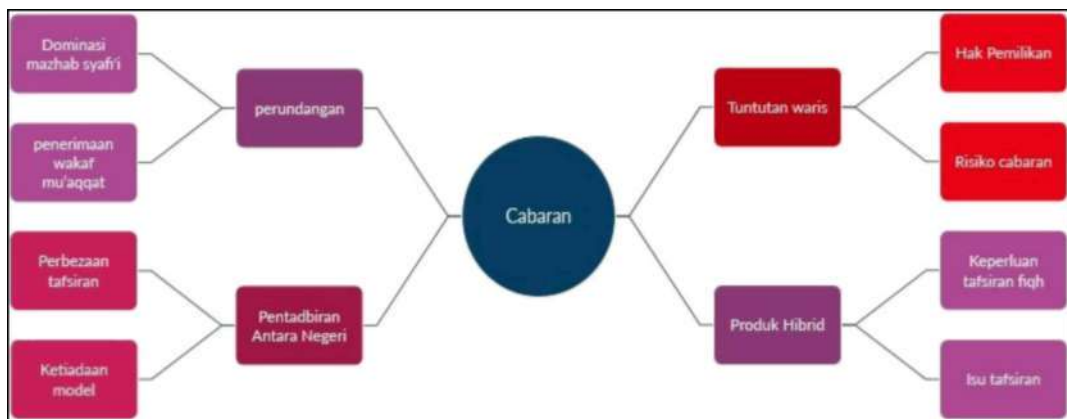 Dominasi
mazhab syafi'i
penerimaan
wakaf
mu'aqqat
perundangan
Perbezaan
tafsiran
Ketiadaan
model
Pentadbiran
Antara Negeri
Cabaran
Tuntutan waris
Hak Pemilikan
Risiko cabaran
Produk Hibrid
Keperluan
tafsiran fiqh
Isu tafsiran